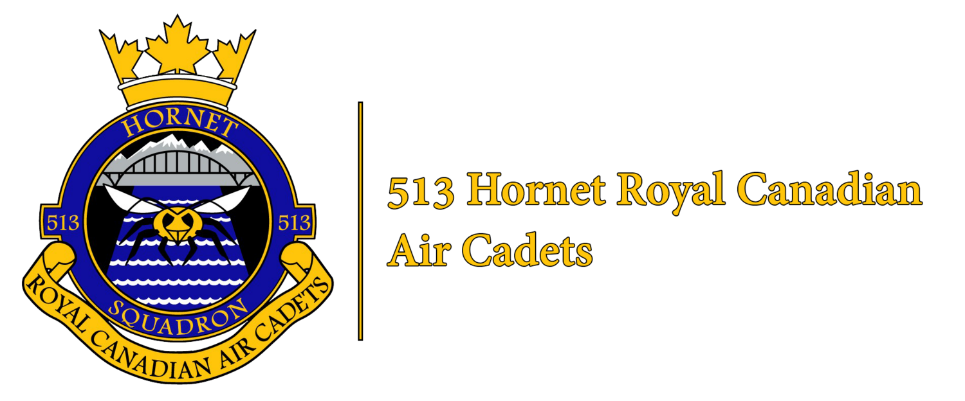 HORNET
513
513
SQUADRON
ROYAL CANADIAN AIR CADETS
513 Hornet Royal Canadian
Air Cadets